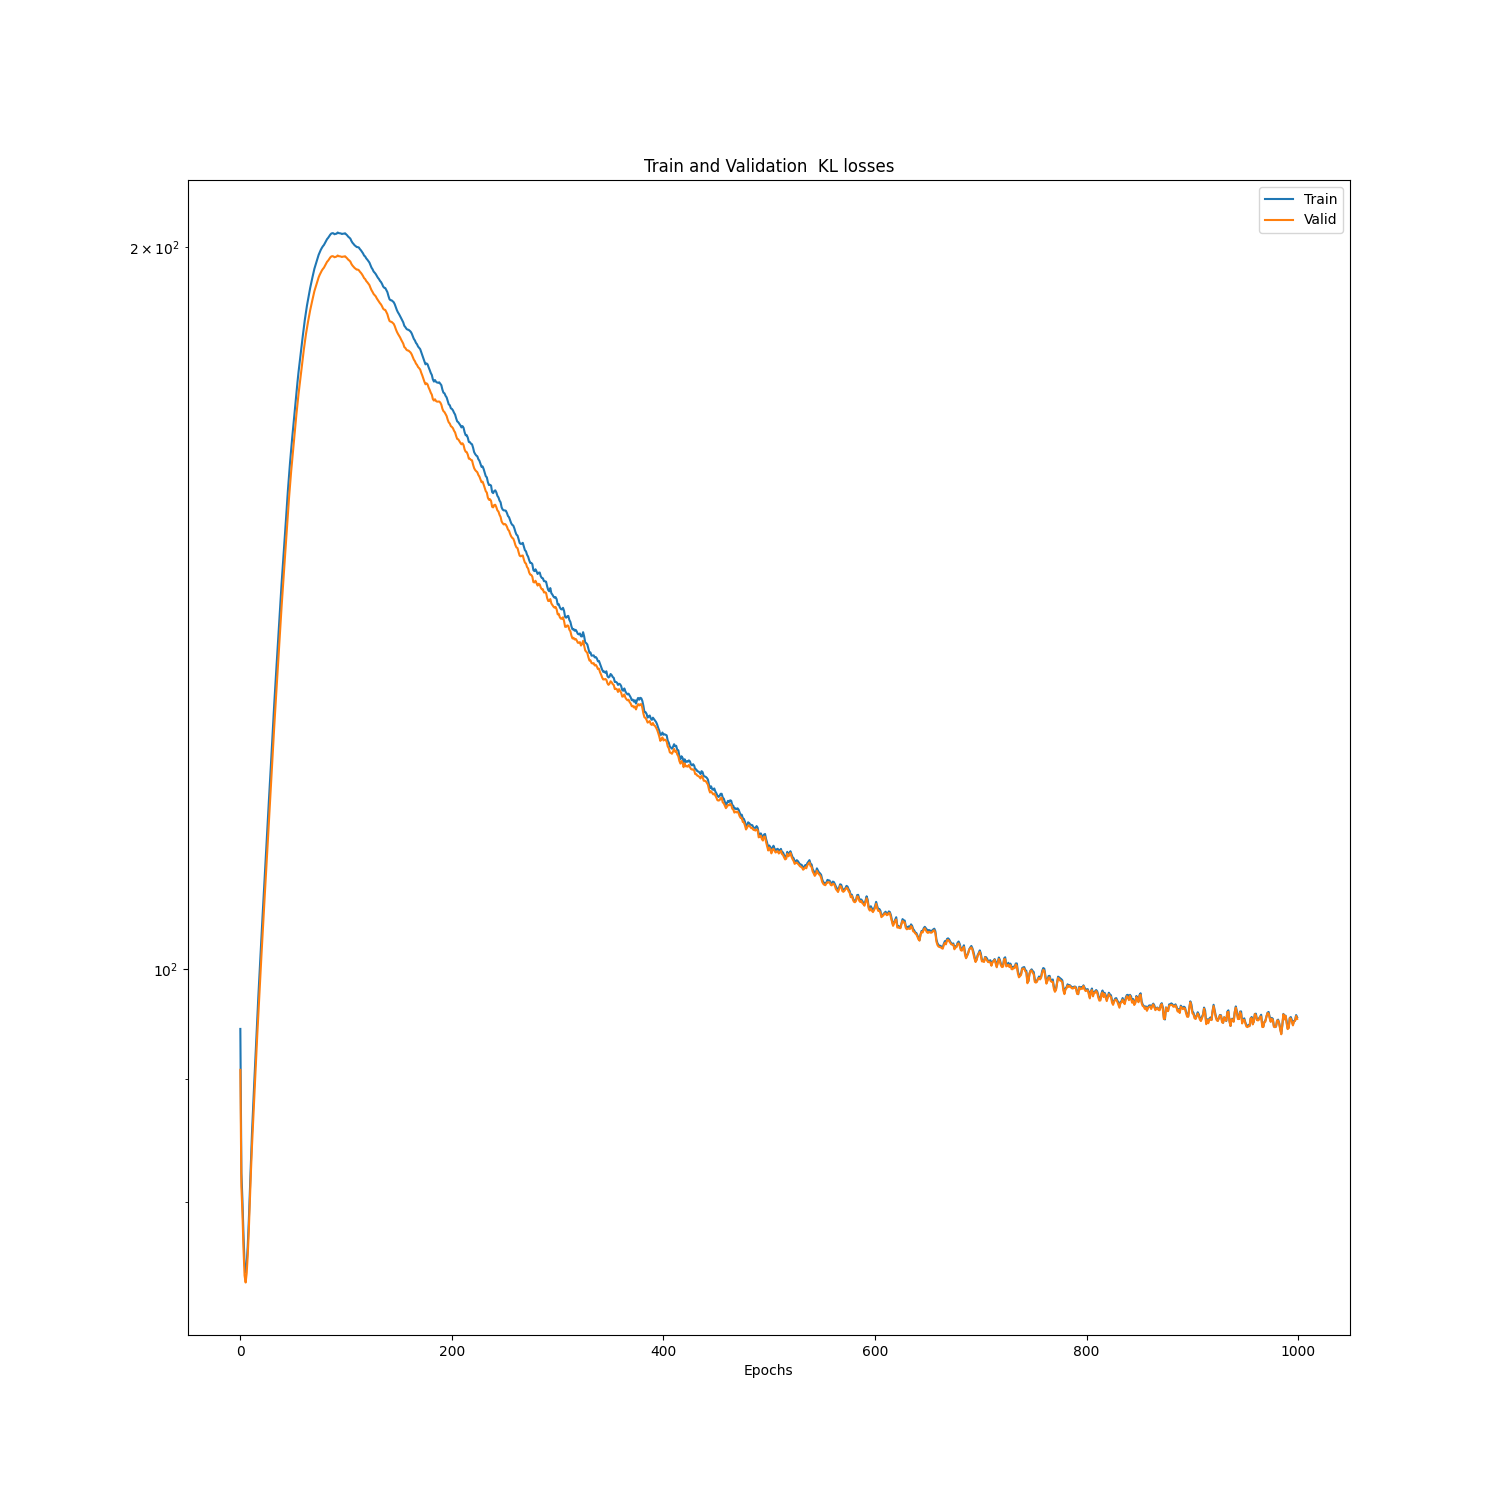 Train and Validation  KL losses
Train
Valid
2 × 10²
10²
0 200 400 600 800 1000
Epochs